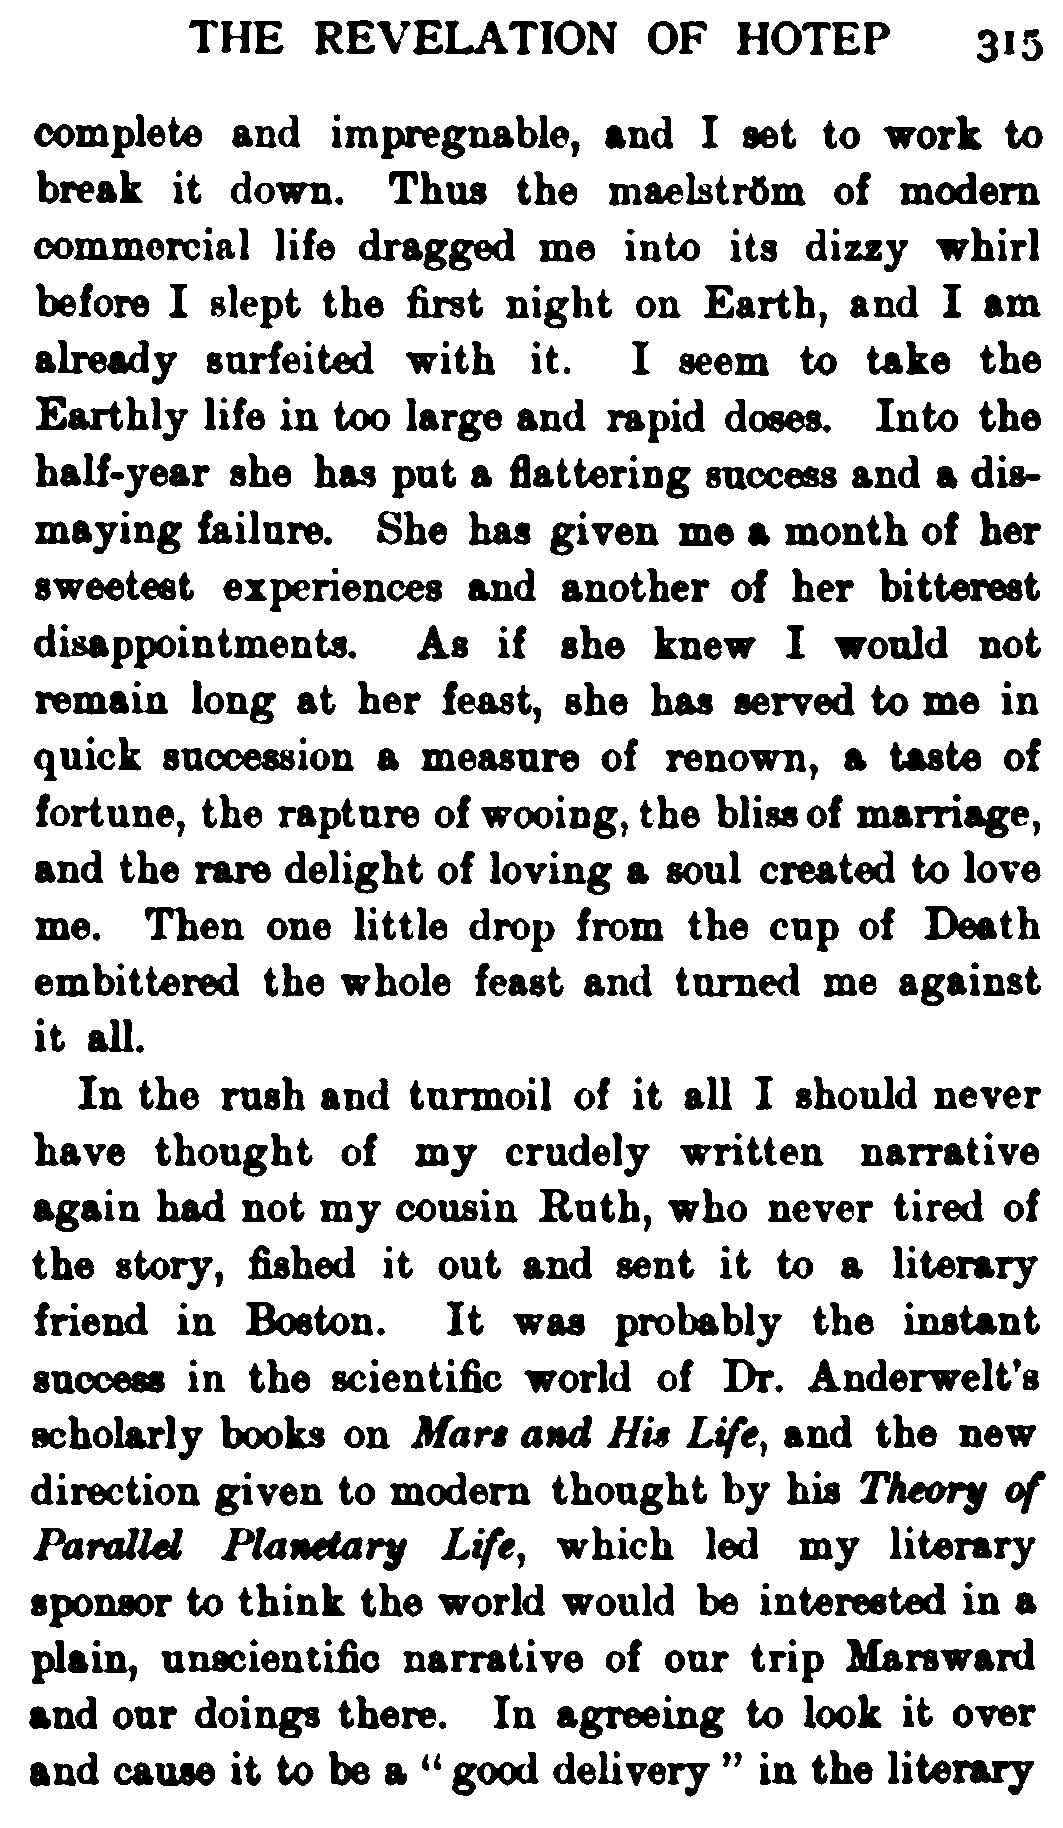 THE REVELATION OF HOTEP 315
complete and impregnable, and I set to work to
break it down. Thus the maelström of modern
commercial life dragged me into its dizzy whirl
before I slept the first night on Earth, and I am
already surfeited with it. I seem to take the
Earthly life in too large and rapid doses. Into the
half-year she has put a flattering success and a dis-
maying failure. She has given me a month of her
sweetest experiences and another of her bitterest
disappointments. As if she knew I would not
remain long at her feast, she has served to me in
quick succession a measure of renown, a taste of
fortune, the rapture of wooing, the bliss of marriage,
and the rare delight of loving a soul created to love
me. Then one little drop from the cup of Death
embittered the whole feast and turned me against
it all.
In the rush and turmoil of it all I should never
have thought of my crudely written narrative
again had not my cousin Ruth, who never tired of
the story, fished it out and sent it to a literary
friend in Boston. It was probably the instant
success in the scientific world of Dr. Anderwelt's
scholarly books on Mars and His Life, and the new
direction given to modern thought by his Theory of
Parallel Planetary Life, which led my literary
sponsor to think the world would be interested in a
plain, unscientific narrative of our trip Marsward
and our doings there. In agreeing to look it over
and cause it to be a “good delivery” in the literary